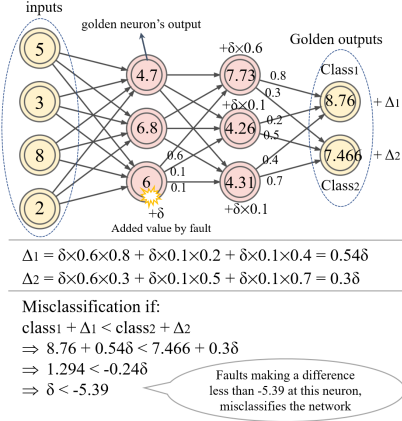 inputs
golden neuron's output
Golden outputs
+δ×0.6
5
4.7
7.73
0.8
0.3
Class1
8.76
+ Δ1
3
6.8
+δ×0.1
4.26
0.2
0.5
7.466
+ Δ2
8
0.6
0.1
0.1
6
4.31
0.4
0.7
Class2
2
+δ
+δ×0.1
Added value by fault
Δ1 = δ×0.6×0.8 + δ×0.1×0.2 + δ×0.1×0.4 = 0.54δ
Δ2 = δ×0.6×0.3 + δ×0.1×0.5 + δ×0.1×0.7 = 0.3δ
Misclassification if:
class1 + Δ1 < class2 + Δ2
⇒ 8.76 + 0.54δ < 7.466 + 0.3δ
⇒ 1.294 < -0.24δ
⇒ δ < -5.39
Faults making a difference
less than -5.39 at this neuron,
misclassifies the network